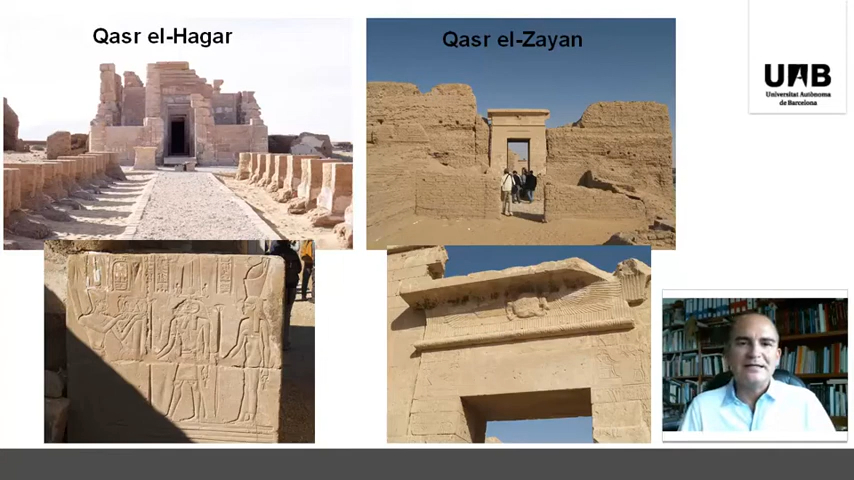 Qasr el-Hagar
Qasr el-Zayan
UAB
Universitat Autònoma
de Barcelona